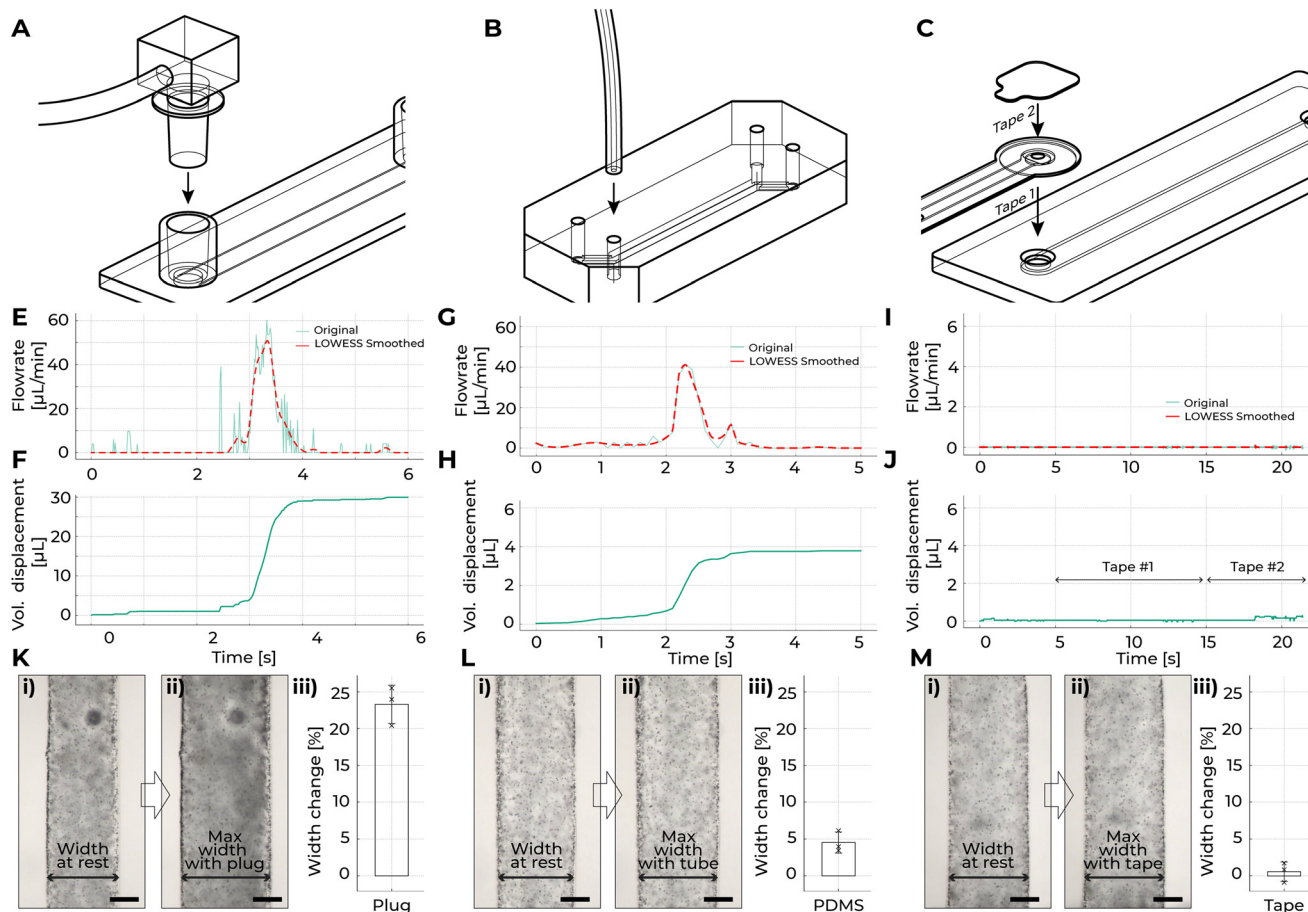 A
B
C
Tape 2
Tape 1
E
60
40
20
0
Flowrate
[µL/min]
Original
LOWESS Smoothed
0
2
4
6
G
60
40
20
0
Flowrate
[µL/min]
Original
LOWESS Smoothed
0
1
2
3
4
5
I
6
4
2
0
Flowrate
[µL/min]
Original
LOWESS Smoothed
0
5
10
15
20
F
30
20
10
0
Vol. displacement
[µL]
0
2
4
6
Time [s]
H
6
4
2
0
Vol. displacement
[µL]
0
1
2
3
4
5
Time [s]
J
6
4
2
0
Vol. displacement
[µL]
Tape #1
Tape #2
0
5
10
15
20
Time [s]
K
i)
Width
at rest
ii)
Max
width
with plug
iii)
25
20
15
10
5
0
Width change [%]
Plug
L
i)
Width
at rest
ii)
Max
width
with tube
iii)
25
20
15
10
5
0
Width change [%]
PDMS
M
i)
Width
at rest
ii)
Max
width
with tape
iii)
25
20
15
10
5
0
Width change [%]
Tape